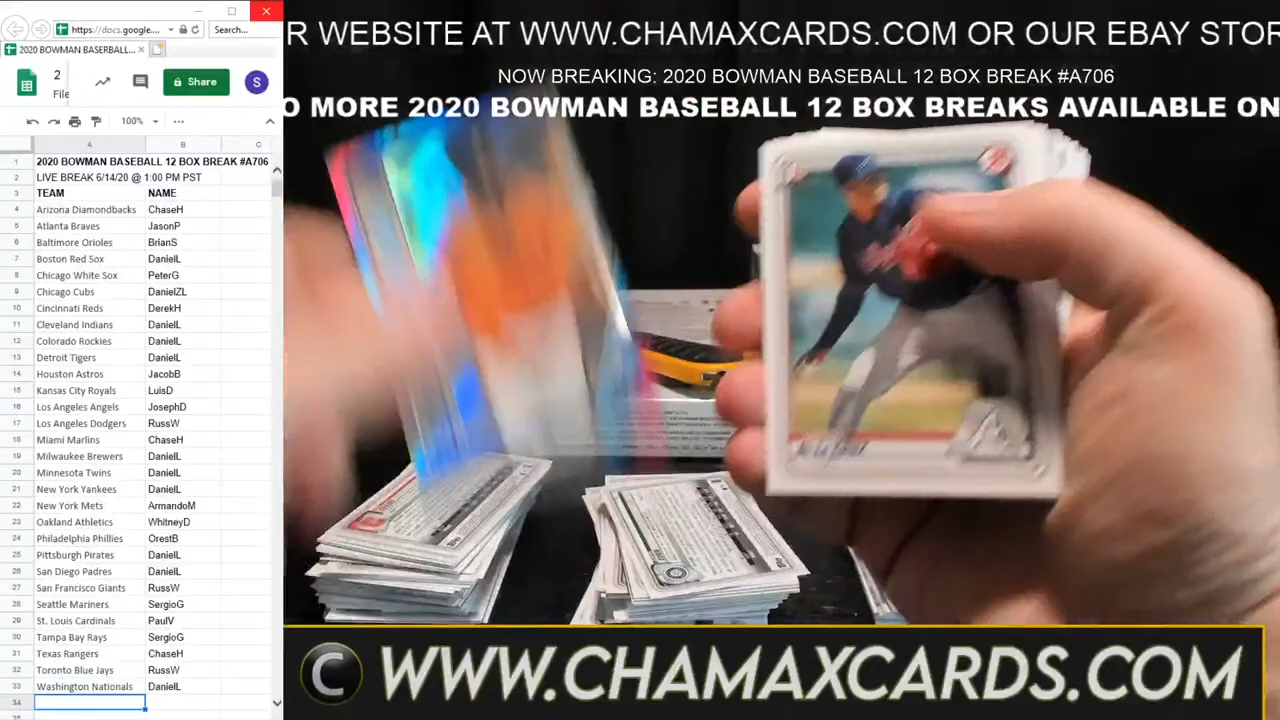 https://docs.google....
Search...
2020 BOWMAN BASEBALL...
2
File
Share
S
100%
A B C
1 2020 BOWMAN BASEBALL 12 BOX BREAK #A706
2 LIVE BREAK 6/14/20 @ 1:00 PM PST
3 TEAM NAME
4 Arizona Diamondbacks ChaseH
5 Atlanta Braves JasonP
6 Baltimore Orioles BrianS
7 Boston Red Sox DanielL
8 Chicago White Sox PeterG
9 Chicago Cubs DanielZL
10 Cincinnati Reds DerekH
11 Cleveland Indians DanielL
12 Colorado Rockies DanielL
13 Detroit Tigers DanielL
14 Houston Astros JacobB
15 Kansas City Royals LuisD
16 Los Angeles Angels JosephD
17 Los Angeles Dodgers RussW
18 Miami Marlins ChaseH
19 Milwaukee Brewers DanielL
20 Minnesota Twins DanielL
21 New York Yankees DanielL
22 New York Mets ArmandoM
23 Oakland Athletics WhitneyD
24 Philadelphia Phillies OrestB
25 Pittsburgh Pirates DanielL
26 San Diego Padres DanielL
27 San Francisco Giants RussW
28 Seattle Mariners SergioG
29 St. Louis Cardinals PaulV
30 Tampa Bay Rays SergioG
31 Texas Rangers ChaseH
32 Toronto Blue Jays RussW
33 Washington Nationals DanielL
34
R WEBSITE AT WWW.CHAMAXCARDS.COM OR OUR EBAY STOR
NOW BREAKING: 2020 BOWMAN BASEBALL 12 BOX BREAK #A706
O MORE 2020 BOWMAN BASEBALL 12 BOX BREAKS AVAILABLE ON
C WWW.CHAMAXCARDS.COM